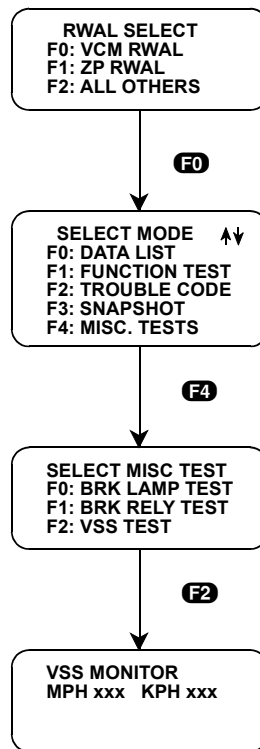 RWAL SELECT
F0: VCM RWAL
F1: ZP RWAL
F2: ALL OTHERS
F0
SELECT MODE
F0: DATA LIST
F1: FUNCTION TEST
F2: TROUBLE CODE
F3: SNAPSHOT
F4: MISC. TESTS
F4
SELECT MISC TEST
F0: BRK LAMP TEST
F1: BRK RELY TEST
F2: VSS TEST
F2
VSS MONITOR
MPH xxx KPH xxx